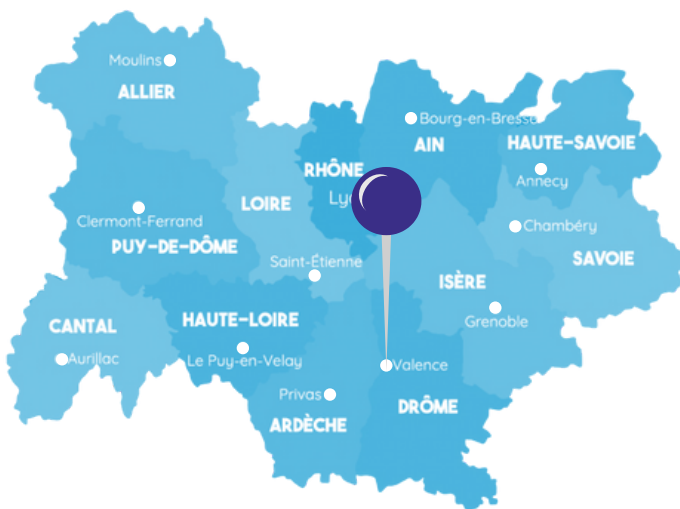 Moulins
ALLIER
Bourg-en-Bresse
AIN
HAUTE-SAVOIE
Annecy
RHÔNE
LOIRE
Clermont-Ferrand
PUY-DE-DÔME
Chambéry
SAVOIE
Saint-Étienne
ISÈRE
Grenoble
CANTAL
Aurillac
HAUTE-LOIRE
Le Puy-en-Velay
Valence
Privas
ARDÈCHE
DRÔME